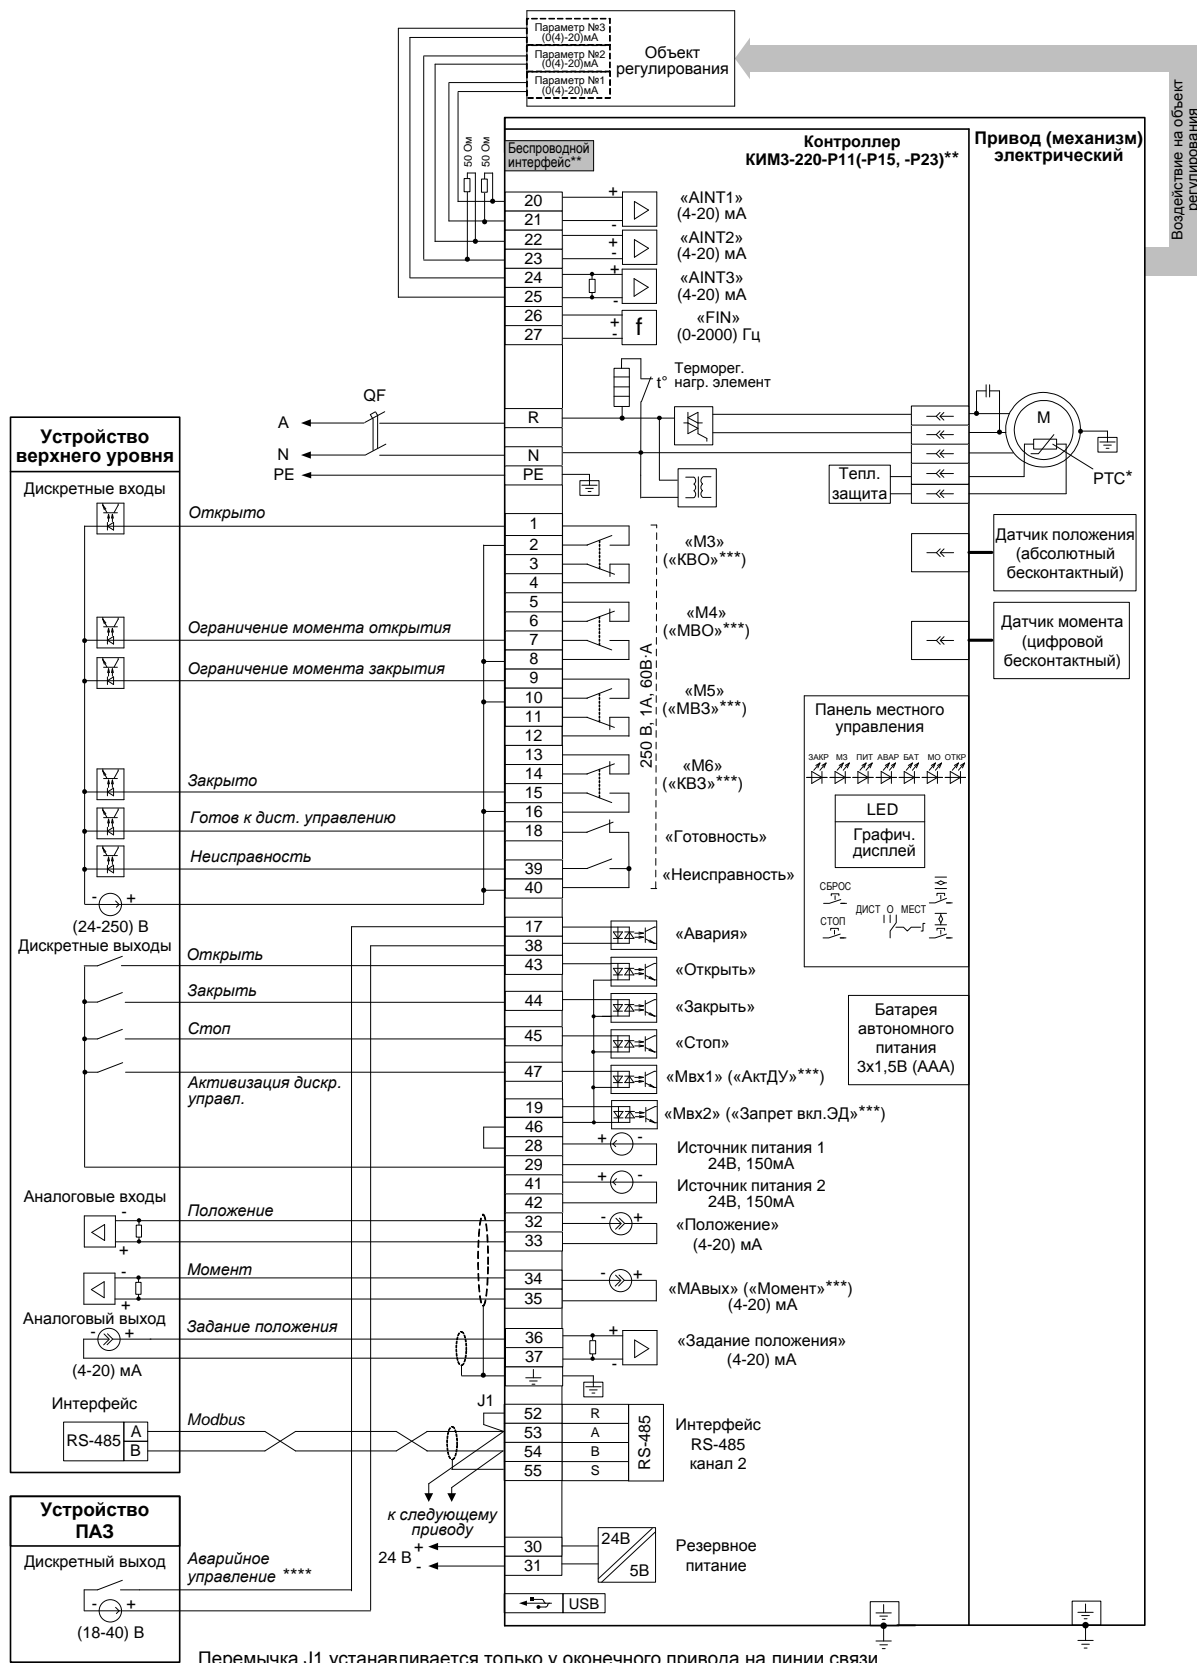 Параметр №3
(0(4)-20)мА
Параметр №2
(0(4)-20)мА
Параметр №1
(0(4)-20)мА
Объект
регулирования
Воздействие на объект
регулирования
50 Ом
50 Ом
Беспроводной
интерфейс**
Контроллер
КИМ3-220-Р11(-Р15, -Р23)**
Привод (механизм)
электрический
20
21
22
23
24
25
26
27
+
-
«AINT1»
(4-20) мА
+
-
«AINT2»
(4-20) мА
+
-
«AINT3»
(4-20) мА
+
-
f
«FIN»
(0-2000) Гц
t°
Терморег.
нагр. элемент
QF
A
N
PE
R
N
PE
M
PTC*
Тепл.
защита
Устройство
верхнего уровня
Дискретные входы
Открыто
1
2
3
4
«М3»
(«КВО»***)
Датчик положения
(абсолютный
бесконтактный)
5
6
7
8
Ограничение момента открытия
«М4»
(«МВО»***)
Датчик момента
(цифровой
бесконтактный)
Ограничение момента закрытия
9
10
11
12
«М5»
(«МВЗ»***)
250 В, 1А, 60В·А
13
14
15
16
Закрыто
«М6»
(«КВЗ»***)
Готов к дист. управлению
18
«Готовность»
Неисправность
39
40
«Неисправность»
- +
(24-250) В
Панель местного
управления
ЗАКР МЗ ПИТ АВАР БАТ МО ОТКР
LED
Графич.
дисплей
СБРОС
СТОП
ДИСТ О МЕСТ
Дискретные выходы
17
38
«Авария»
Открыть
43
«Открыть»
Закрыть
44
«Закрыть»
Стоп
45
«Стоп»
Активизация дискр.
управл.
47
«Мвх1» («АктДУ»***)
19
«Мвх2» («Запрет вкл.ЭД»***)
Батарея
автономного
питания
3x1,5В (ААА)
46
28
29
+ -
Источник питания 1
24В, 150мА
41
42
+ -
Источник питания 2
24В, 150мА
Аналоговые входы
-
+
Положение
32
33
- +
«Положение»
(4-20) мА
-
+
Момент
34
35
- +
«МАвых» («Момент»***)
(4-20) мА
Аналоговый выход
- +
(4-20) мА
Задание положения
36
37
+
-
«Задание положения»
(4-20) мА
Интерфейс
RS-485
A
B
Modbus
J1
52 R
53 A
54 B
55 S
RS-485
Интерфейс
RS-485
канал 2
к следующему
приводу
Устройство
ПАЗ
Дискретный выход
- +
(18-40) В
Аварийное
управление ****
24 В
+
-
30
31
24В
5В
Резервное
питание
USB
Перемычка J1 устанавливается только у оконечного привода на линии связи